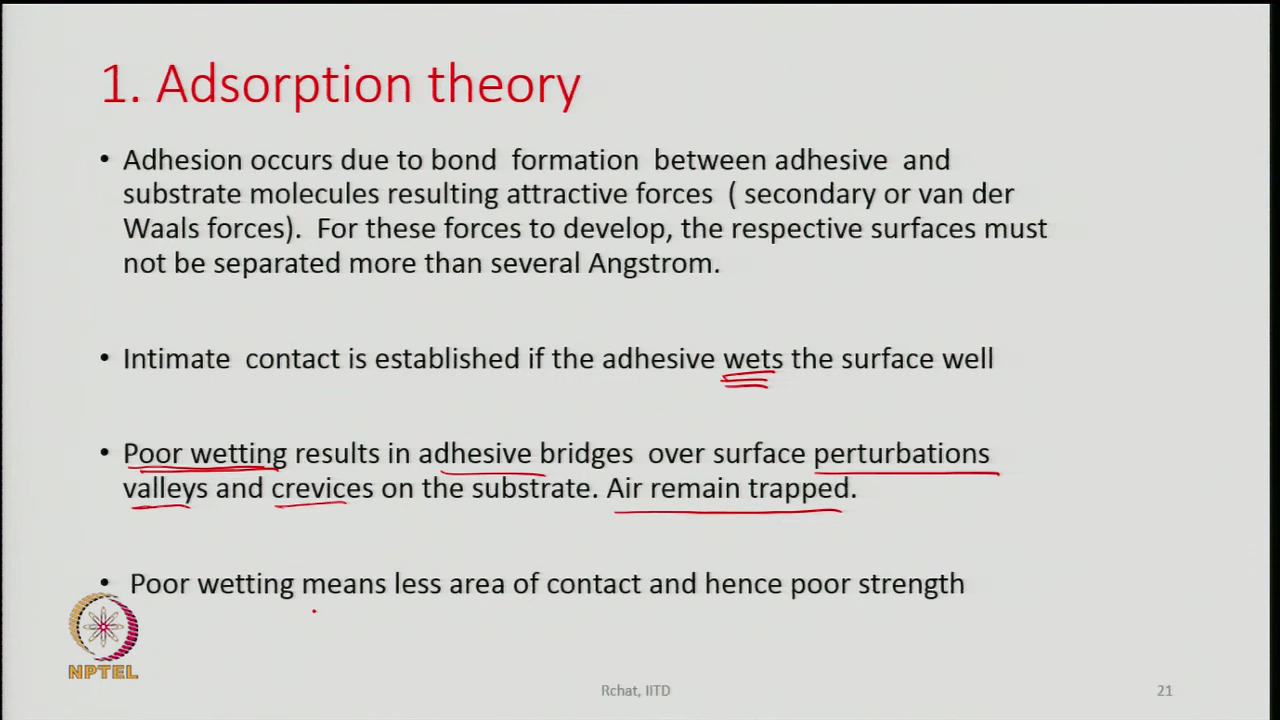 1. Adsorption theory
• Adhesion occurs due to bond formation between adhesive and
substrate molecules resulting attractive forces ( secondary or van der
Waals forces). For these forces to develop, the respective surfaces must
not be separated more than several Angstrom.
• Intimate contact is established if the adhesive wets the surface well
• Poor wetting results in adhesive bridges over surface perturbations
valleys and crevices on the substrate. Air remain trapped.
• Poor wetting means less area of contact and hence poor strength
NPTEL
Rchat, IITD
21